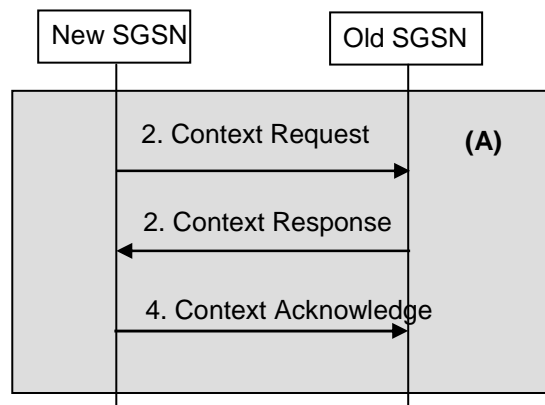 New SGSN
Old SGSN
2. Context Request
(A)
2. Context Response
4. Context Acknowledge